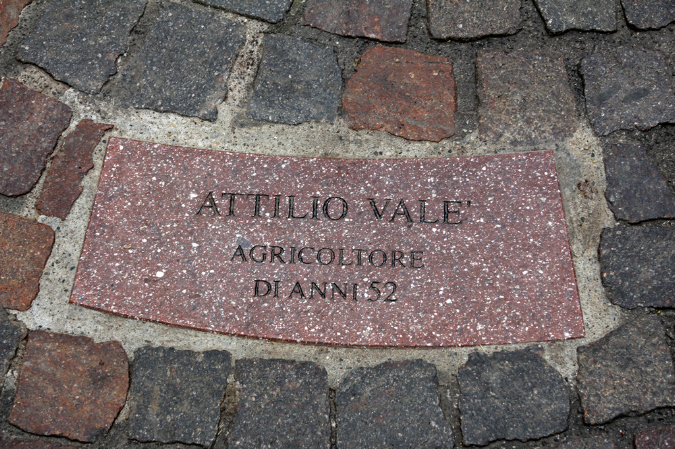 ATTILIO VALE'
AGRICOLTORE
DI ANNI 52